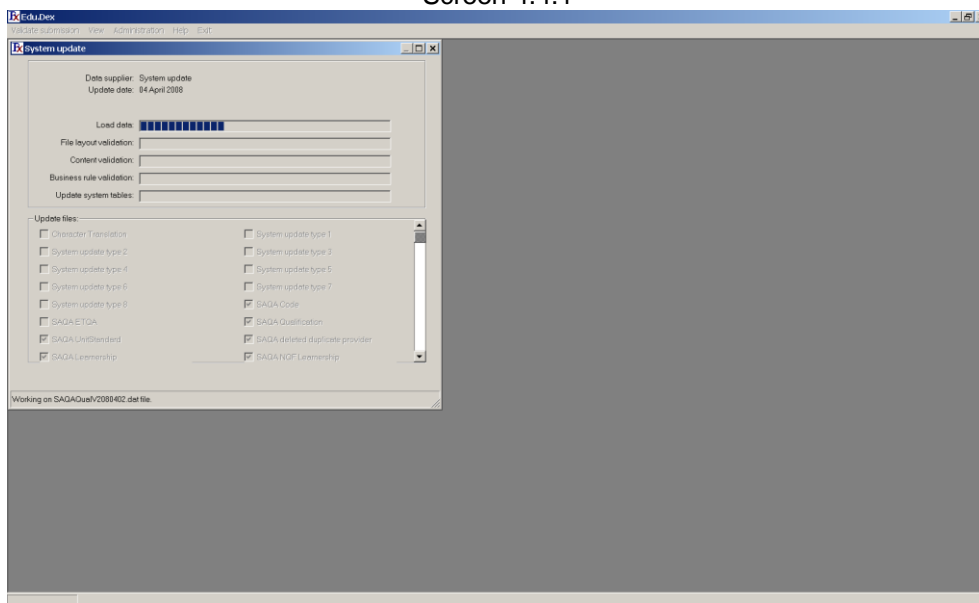 Screen 4.4.4
Edu.Dex
Validate submission View Administration Help Exit
System update
Data supplier: System update
Update date: 04 April 2008
Load data:
File layout validation:
Content validation:
Business rule validation:
Update system tables:
Update files:
Character Translation System update type 1
System update type 2 System update type 3
System update type 4 System update type 5
System update type 6 System update type 7
System update type 8 SAQA Code
SAQA ETQA SAQA Qualification
SAQA UnitStandard SAQA deleted duplicate provider
SAQA Learnership SAQA NQF Learnership
Working on SAQAQualV2080402.dat file.